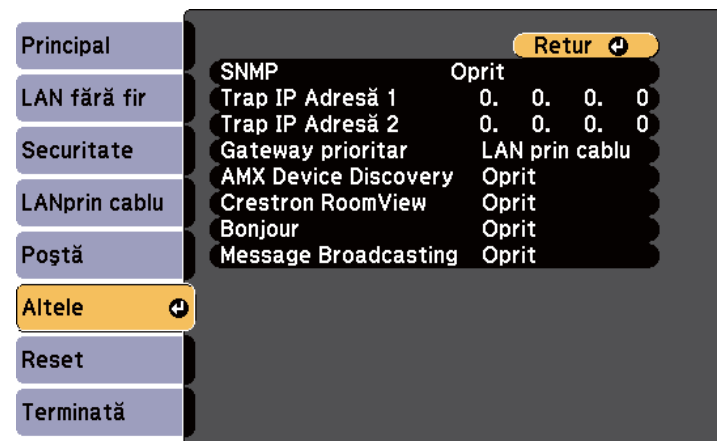 Principal
LAN fără fir
Securitate
LANprin cablu
Poştă
Altele
Reset
Terminată
Retur
SNMP Oprit
Trap IP Adresă 1 0. 0. 0. 0
Trap IP Adresă 2 0. 0. 0. 0
Gateway prioritar LAN prin cablu
AMX Device Discovery Oprit
Crestron RoomView Oprit
Bonjour Oprit
Message Broadcasting Oprit